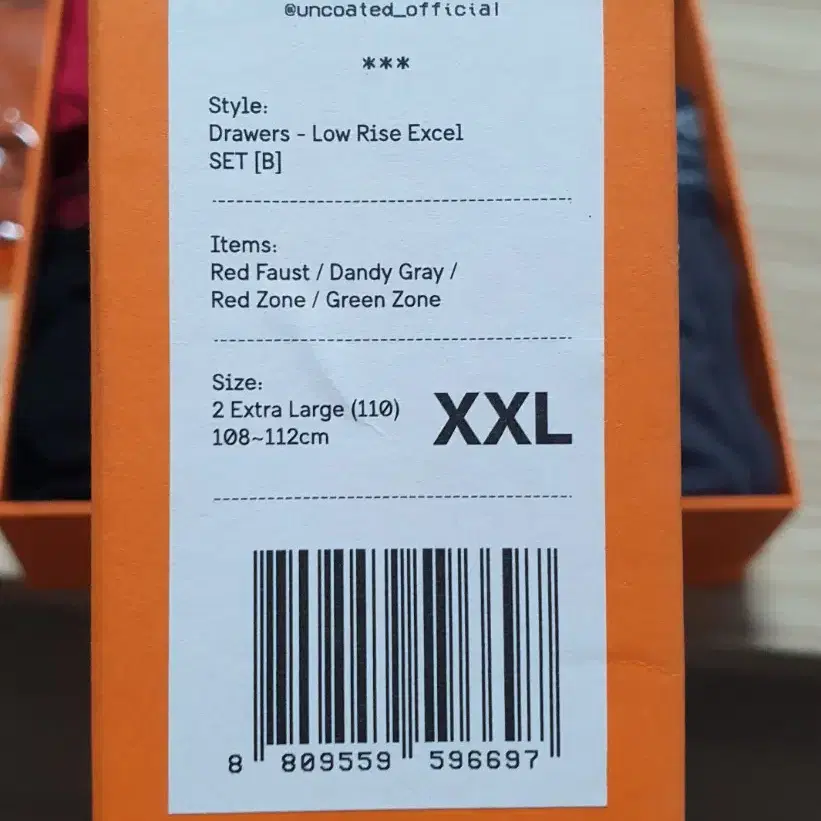 @uncoated_official
***
Style:
Drawers - Low Rise Excel
SET [B]
Items:
Red Faust / Dandy Gray /
Red Zone / Green Zone
Size:
2 Extra Large (110)
108~112cm
XXL
8 809559 596697